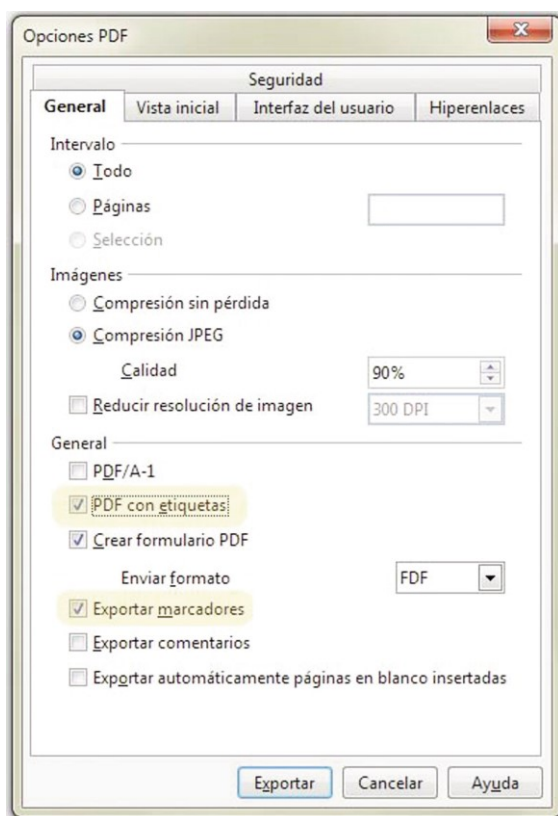 Opciones PDF
Seguridad
General Vista inicial Interfaz del usuario Hiperenlaces
Intervalo
Todo
Páginas
Selección
Imágenes
Compresión sin pérdida
Compresión JPEG
Calidad 90%
Reducir resolución de imagen 300 DPI
General
PDF/A-1
PDF con etiquetas
Crear formulario PDF
Enviar formato FDF
Exportar marcadores
Exportar comentarios
Exportar automáticamente páginas en blanco insertadas
Exportar Cancelar Ayuda